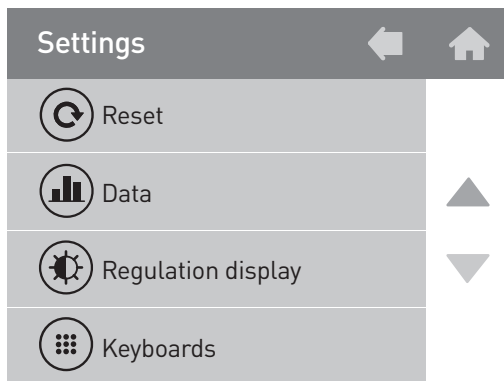 Settings
Reset
Data
Regulation display
Keyboards